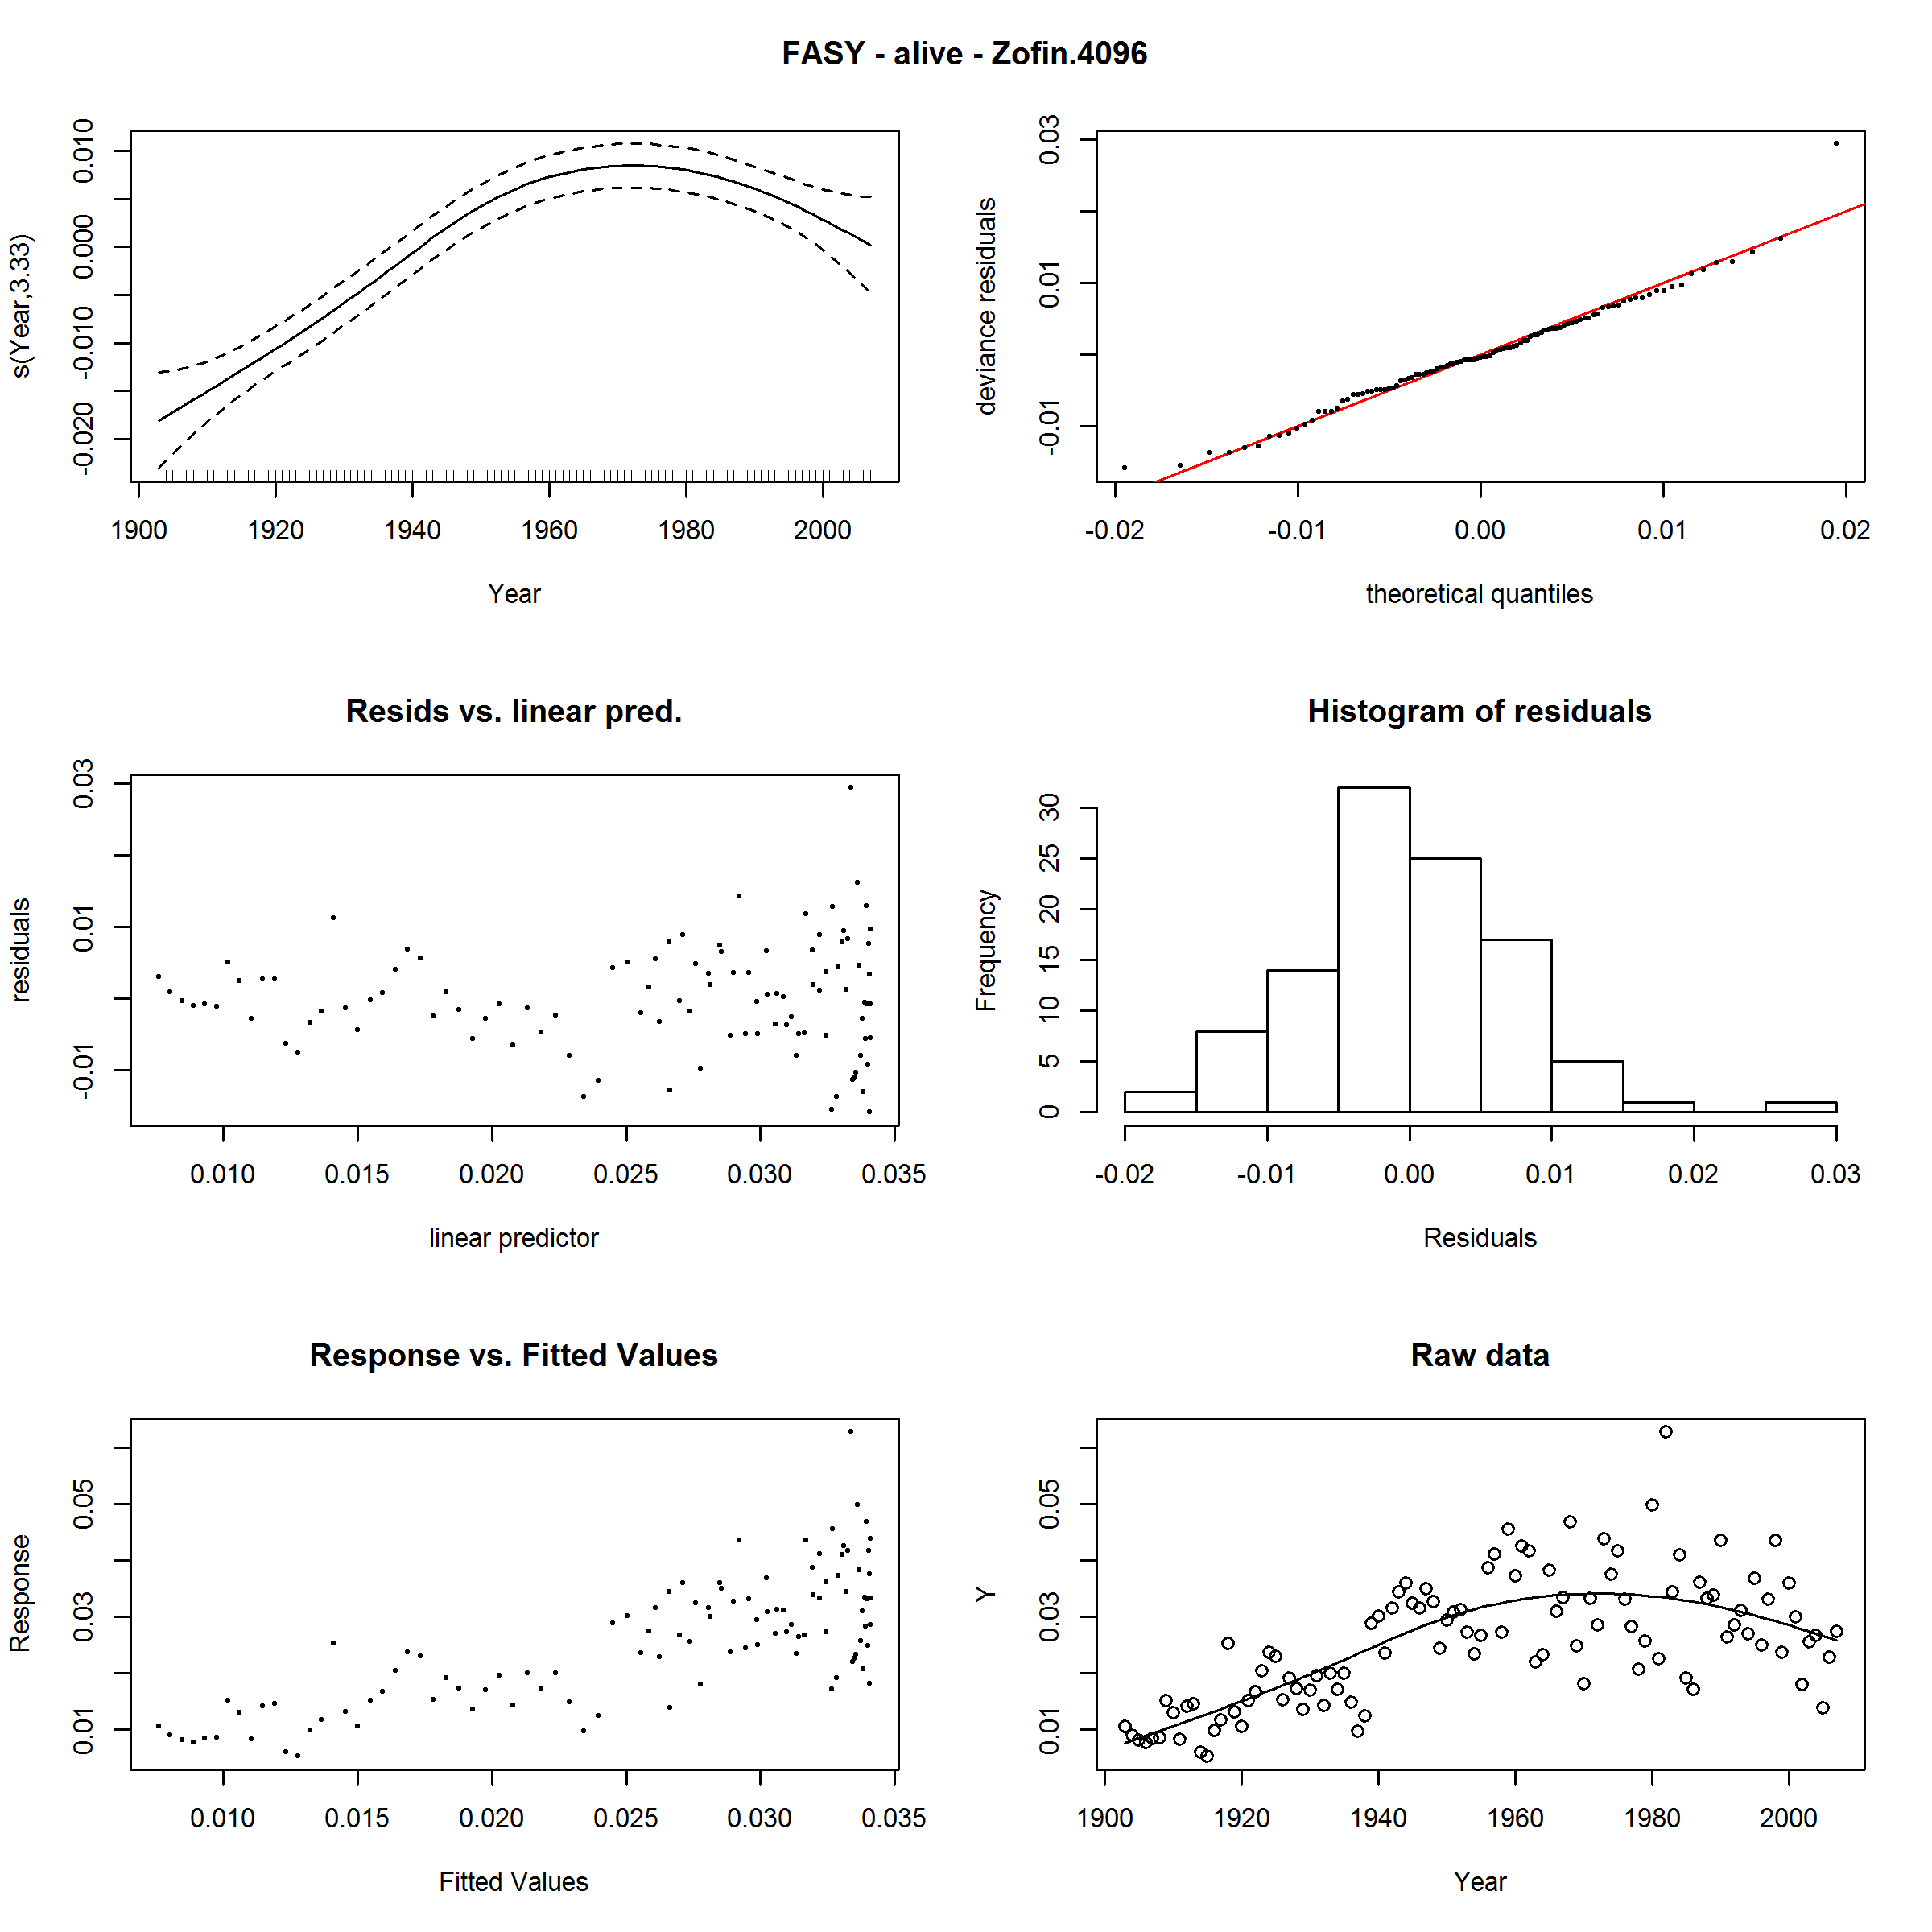 FASY - alive - Zofin.4096
s(Year,3.33)
-0.020 -0.010 0.000 0.010
1900 1920 1940 1960 1980 2000
Year
deviance residuals
-0.01 0.01 0.03
-0.02 -0.01 0.00 0.01 0.02
theoretical quantiles
Resids vs. linear pred.
residuals
-0.01 0.01 0.03
0.010 0.015 0.020 0.025 0.030 0.035
linear predictor
Histogram of residuals
Frequency
0 5 10 15 20 25 30
-0.02 -0.01 0.00 0.01 0.02 0.03
Residuals
Response vs. Fitted Values
Response
0.01 0.03 0.05
0.010 0.015 0.020 0.025 0.030 0.035
Fitted Values
Raw data
Y
0.01 0.03 0.05
1900 1920 1940 1960 1980 2000
Year